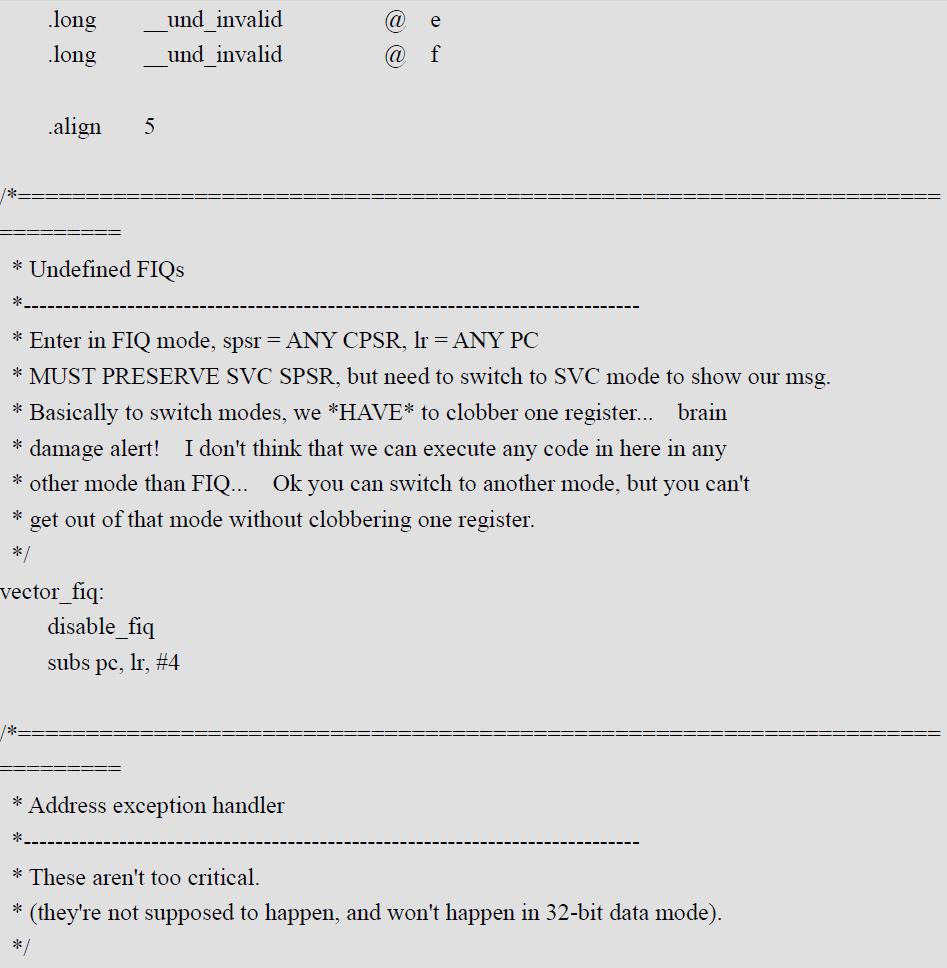 .long __und_invalid @ e
.long __und_invalid @ f
.align 5
/*====================================================================
=========
* Undefined FIQs
*-----------------------------------------------------------------------------
* Enter in FIQ mode, spsr = ANY CPSR, lr = ANY PC
* MUST PRESERVE SVC SPSR, but need to switch to SVC mode to show our msg.
* Basically to switch modes, we *HAVE* to clobber one register... brain
* damage alert! I don't think that we can execute any code in here in any
* other mode than FIQ... Ok you can switch to another mode, but you can't
* get out of that mode without clobbering one register.
*/
vector_fiq:
disable_fiq
subs pc, lr, #4
/*====================================================================
=========
* Address exception handler
*-----------------------------------------------------------------------------
* These aren't too critical.
* (they're not supposed to happen, and won't happen in 32-bit data mode).
*/